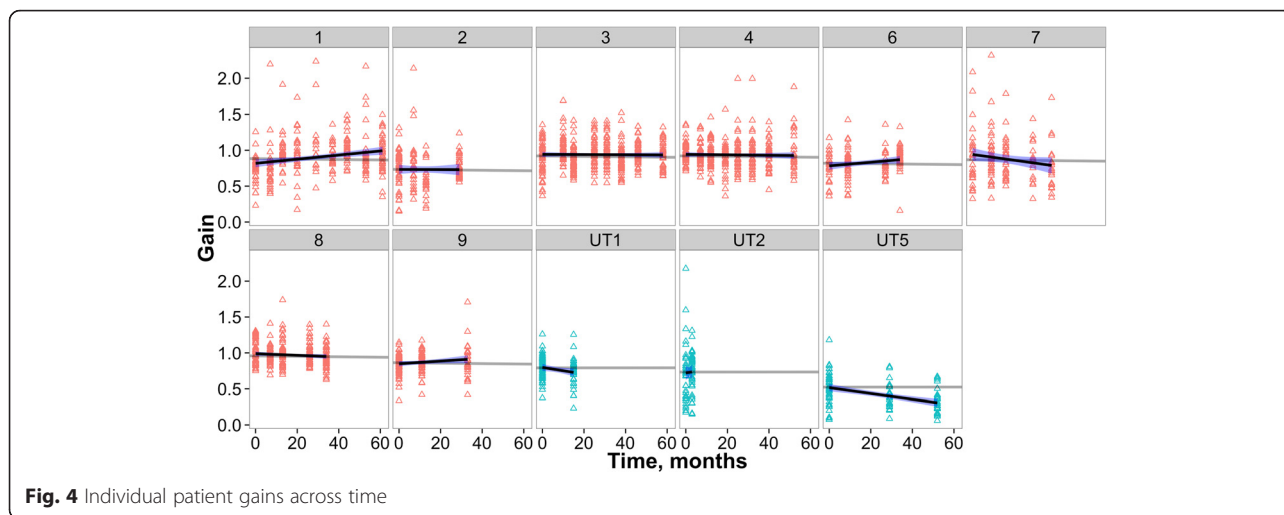 1 2 3 4 6 7
2.0
1.5
1.0
0.5
0.0
Gain
8 9 UT1 UT2 UT5
2.0
1.5
1.0
0.5
0.0
0 20 40 60 0 20 40 60 0 20 40 60 0 20 40 60 0 20 40 60
Time, months
Fig. 4 Individual patient gains across time